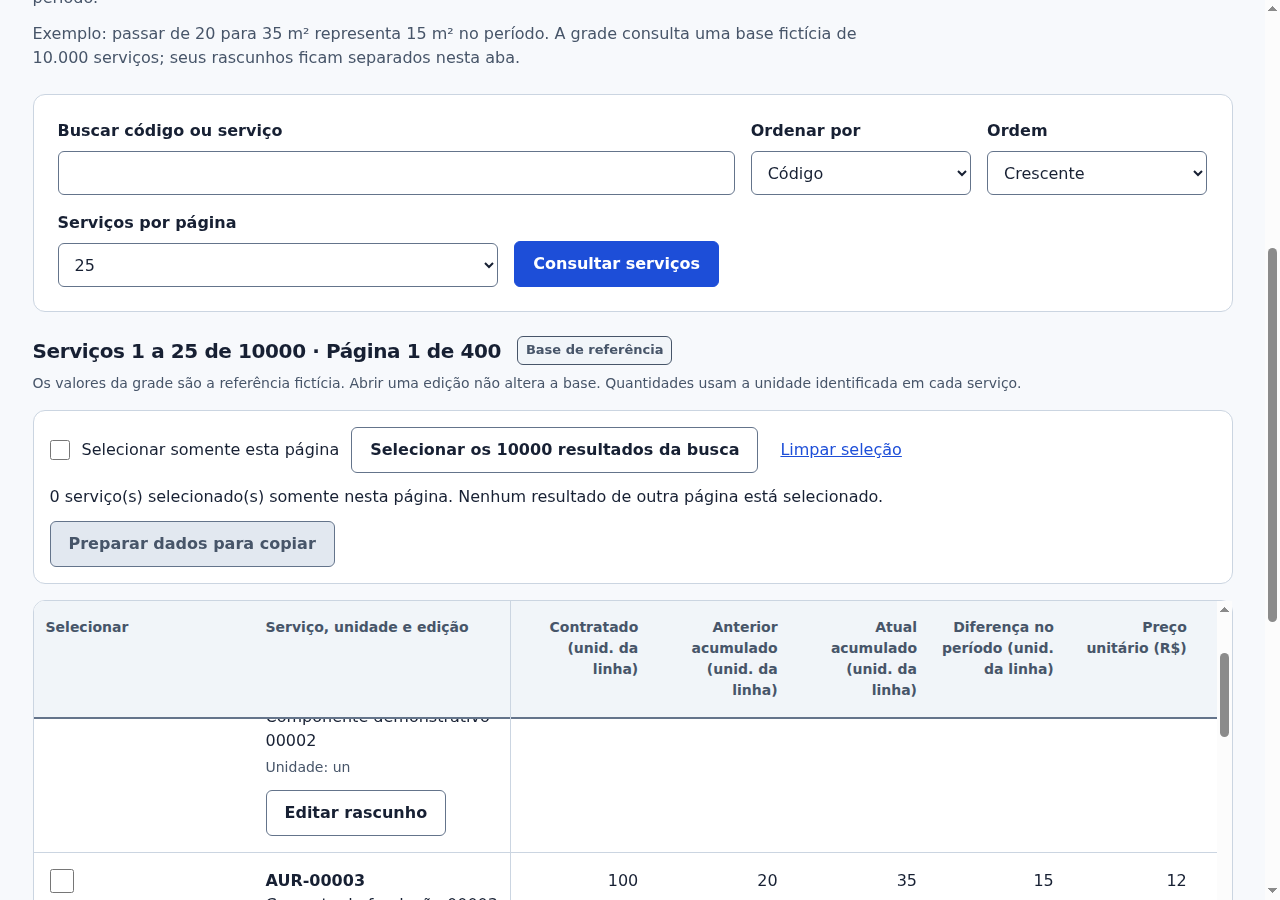 período.
Exemplo: passar de 20 para 35 m² representa 15 m² no período. A grade consulta uma base fictícia de
10.000 serviços; seus rascunhos ficam separados nesta aba.
Buscar código ou serviço
Ordenar por
Ordem
Código
Crescente
Serviços por página
25
Consultar serviços
Serviços 1 a 25 de 10000 · Página 1 de 400
Base de referência
Os valores da grade são a referência fictícia. Abrir uma edição não altera a base. Quantidades usam a unidade identificada em cada serviço.
Selecionar somente esta página
Selecionar os 10000 resultados da busca
Limpar seleção
0 serviço(s) selecionado(s) somente nesta página. Nenhum resultado de outra página está selecionado.
Preparar dados para copiar
Selecionar
Serviço, unidade e edição
Contratado
(unid. da
linha)
Anterior
acumulado
(unid. da
linha)
Atual
acumulado
(unid. da
linha)
Diferença no
período (unid.
da linha)
Preço
unitário (R$)
Componente demonstrativo
00002
Unidade: un
Editar rascunho
AUR-00003
100
20
35
15
12